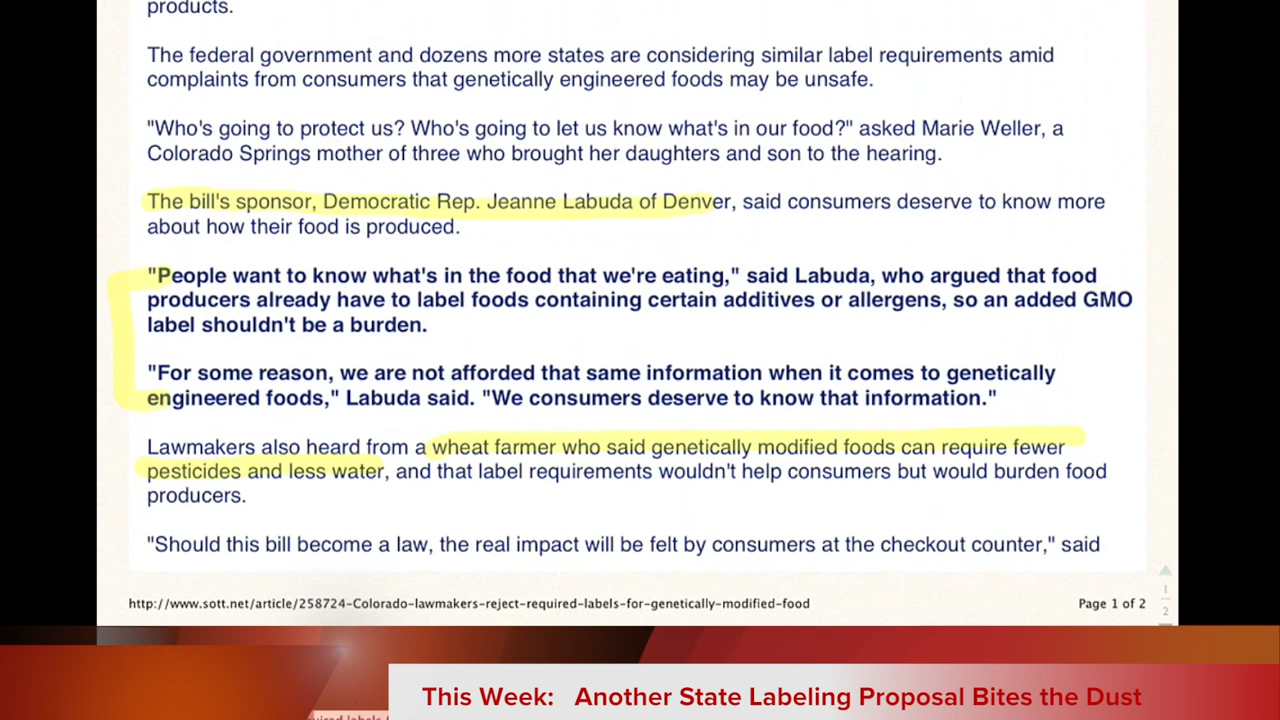 products.
The federal government and dozens more states are considering similar label requirements amid
complaints from consumers that genetically engineered foods may be unsafe.
"Who's going to protect us? Who's going to let us know what's in our food?" asked Marie Weller, a
Colorado Springs mother of three who brought her daughters and son to the hearing.
The bill's sponsor, Democratic Rep. Jeanne Labuda of Denver, said consumers deserve to know more
about how their food is produced.
"People want to know what's in the food that we're eating," said Labuda, who argued that food
producers already have to label foods containing certain additives or allergens, so an added GMO
label shouldn't be a burden.
"For some reason, we are not afforded that same information when it comes to genetically
engineered foods," Labuda said. "We consumers deserve to know that information."
Lawmakers also heard from a wheat farmer who said genetically modified foods can require fewer
pesticides and less water, and that label requirements wouldn't help consumers but would burden food
producers.
"Should this bill become a law, the real impact will be felt by consumers at the checkout counter," said
http://www.sott.net/article/258724-Colorado-lawmakers-reject-required-labels-for-genetically-modified-food Page 1 of 2
1
2
This Week: Another State Labeling Proposal Bites the Dust